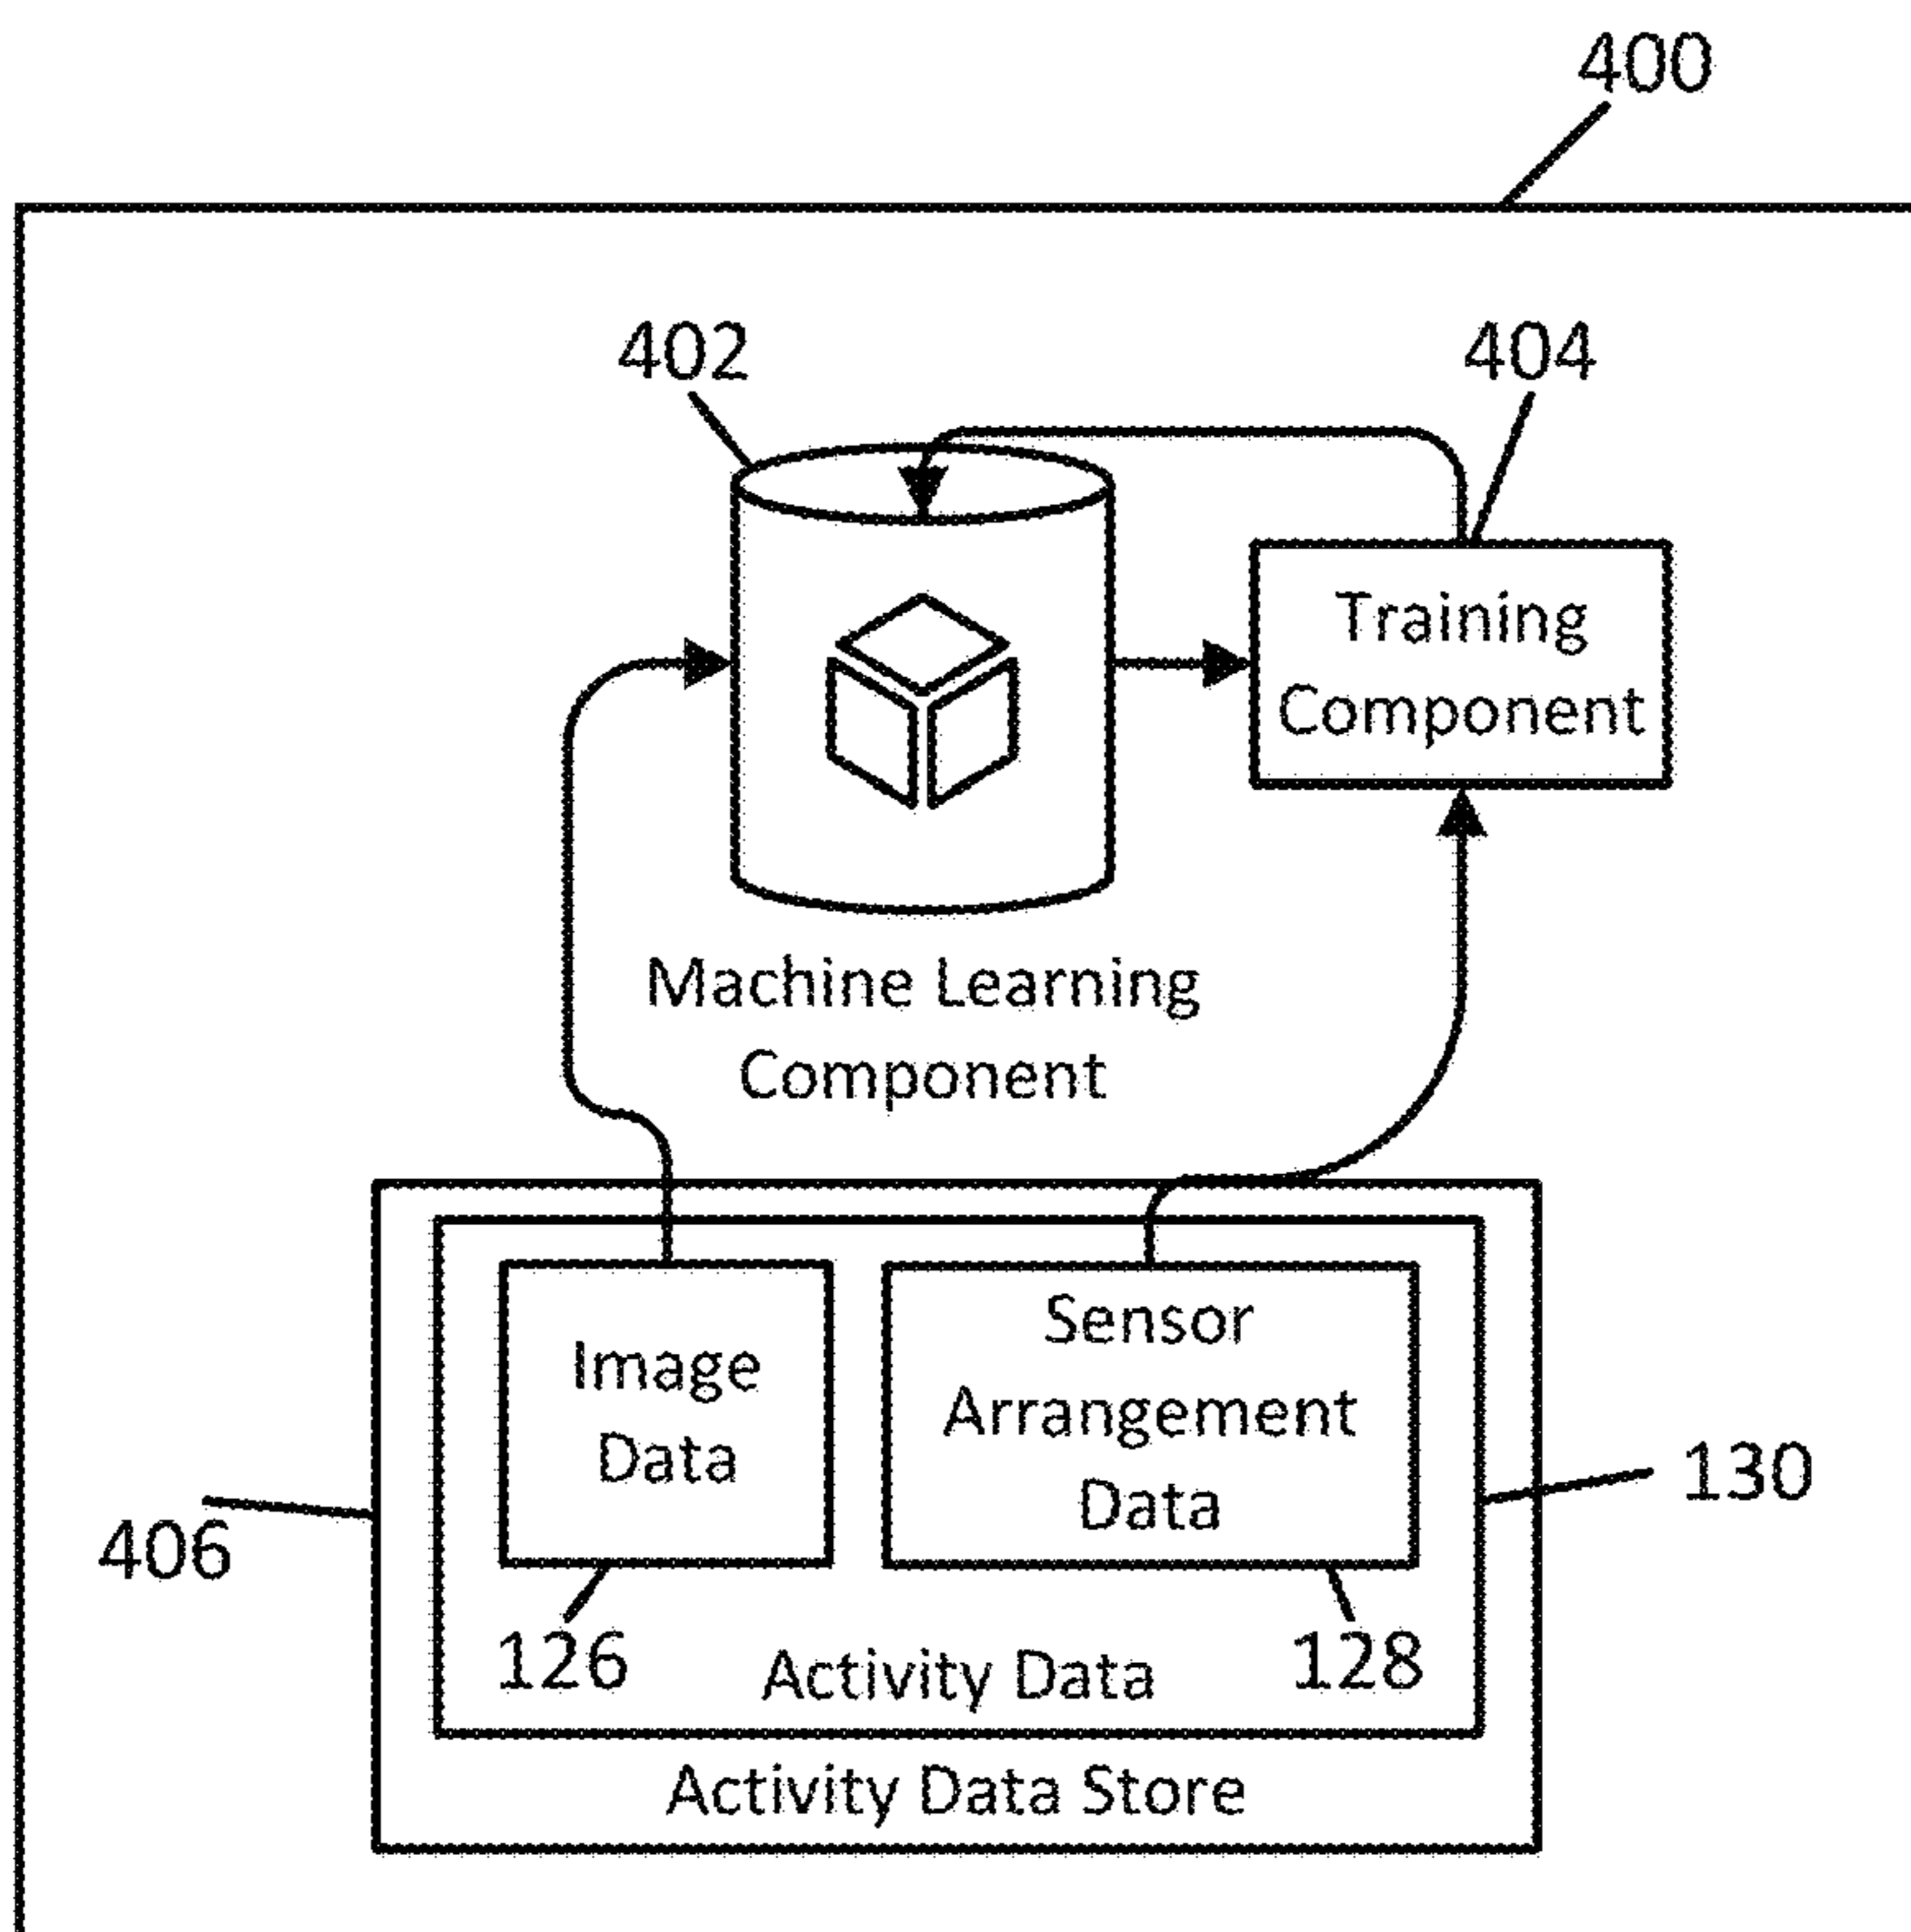 400
402
404
Training
Component
Machine Learning
Component
Image
Data
Sensor
Arrangement
Data
130
406
126
128
Activity Data
Activity Data Store